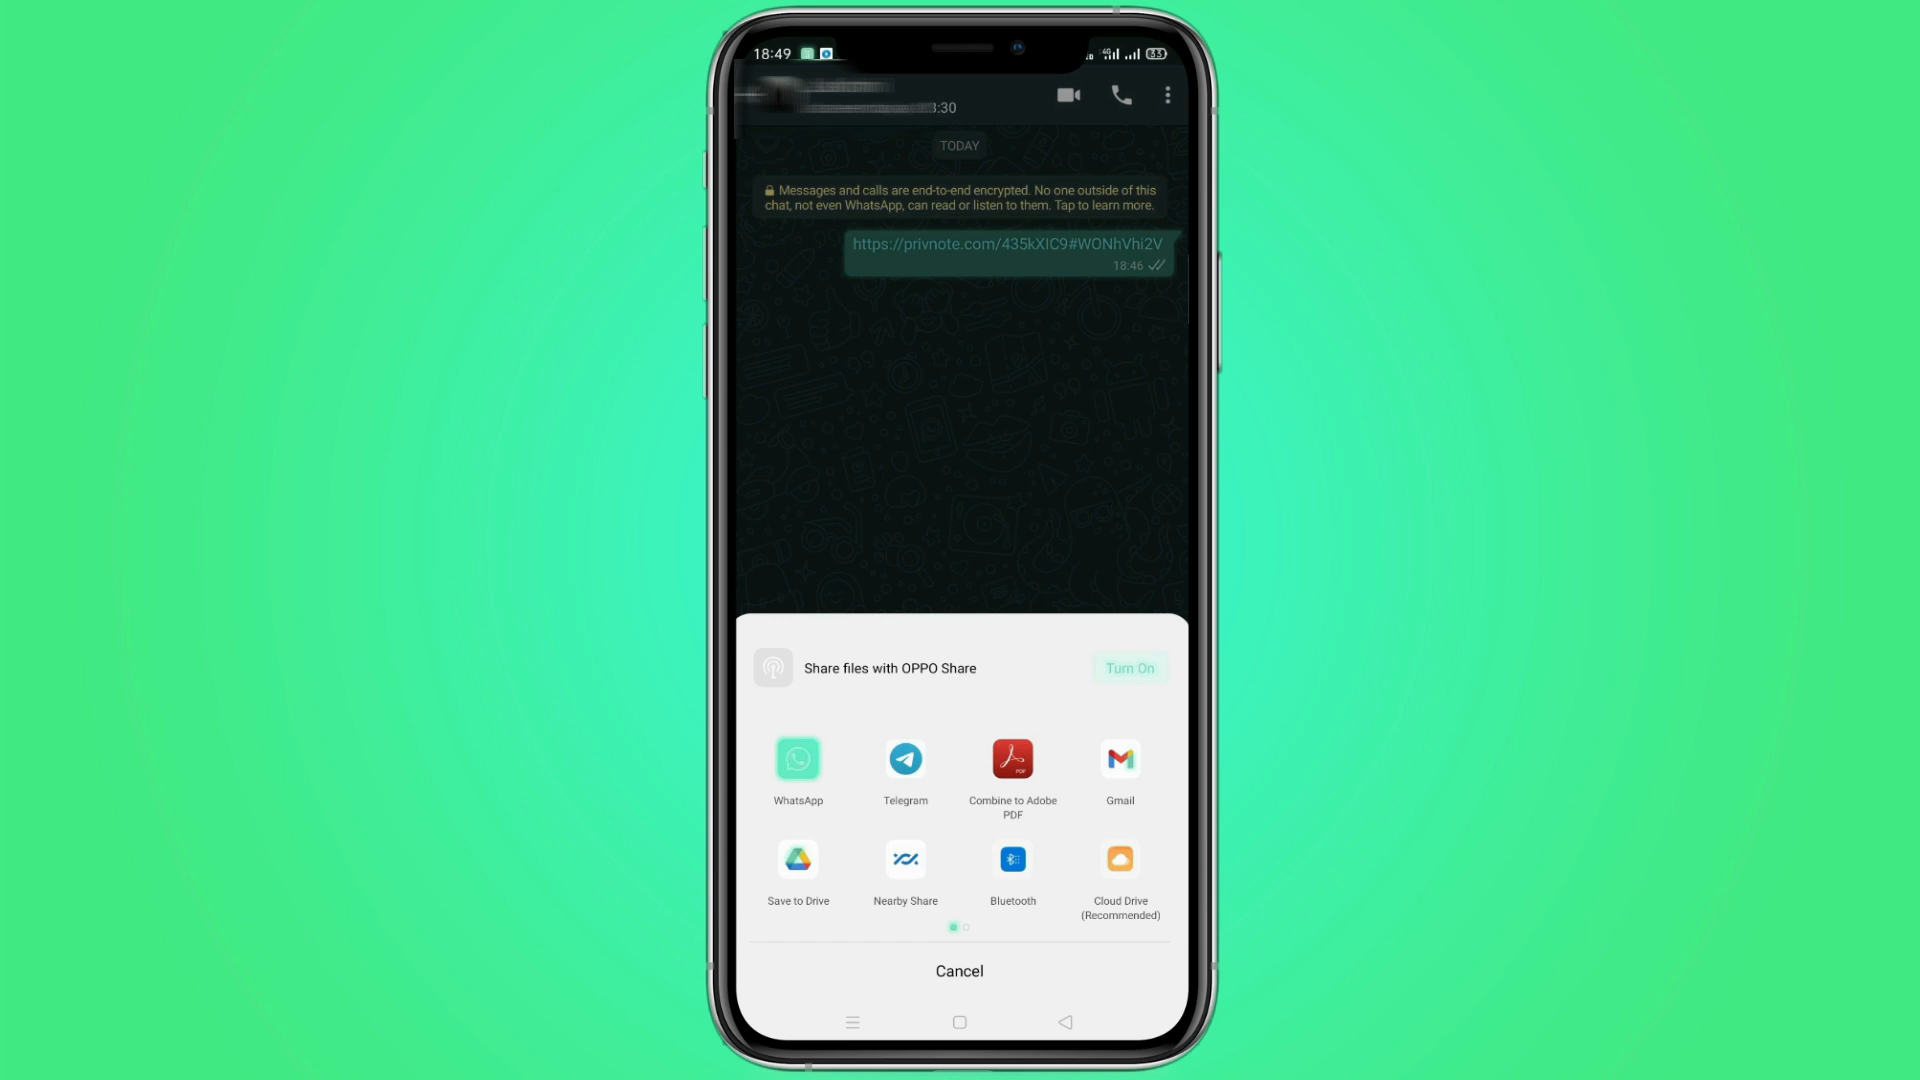 18:49
4G 33
3:30
TODAY
Messages and calls are end-to-end encrypted. No one outside of this
chat, not even WhatsApp, can read or listen to them. Tap to learn more.
https://privnote.com/435kXIC9#WONhVhi2V
18:46
Share files with OPPO Share
Turn On
WhatsApp
Telegram
Combine to Adobe
PDF
Gmail
Save to Drive
Nearby Share
Bluetooth
Cloud Drive
(Recommended)
Cancel